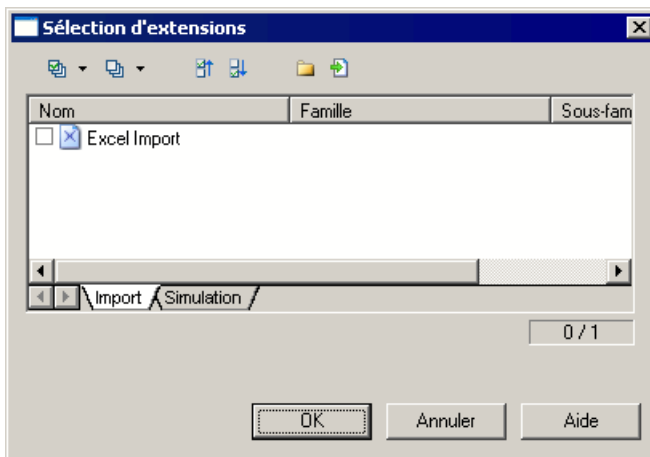 Sélection d'extensions
Nom Famille Sous-fam
Excel Import
Import Simulation
0 / 1
OK Annuler Aide